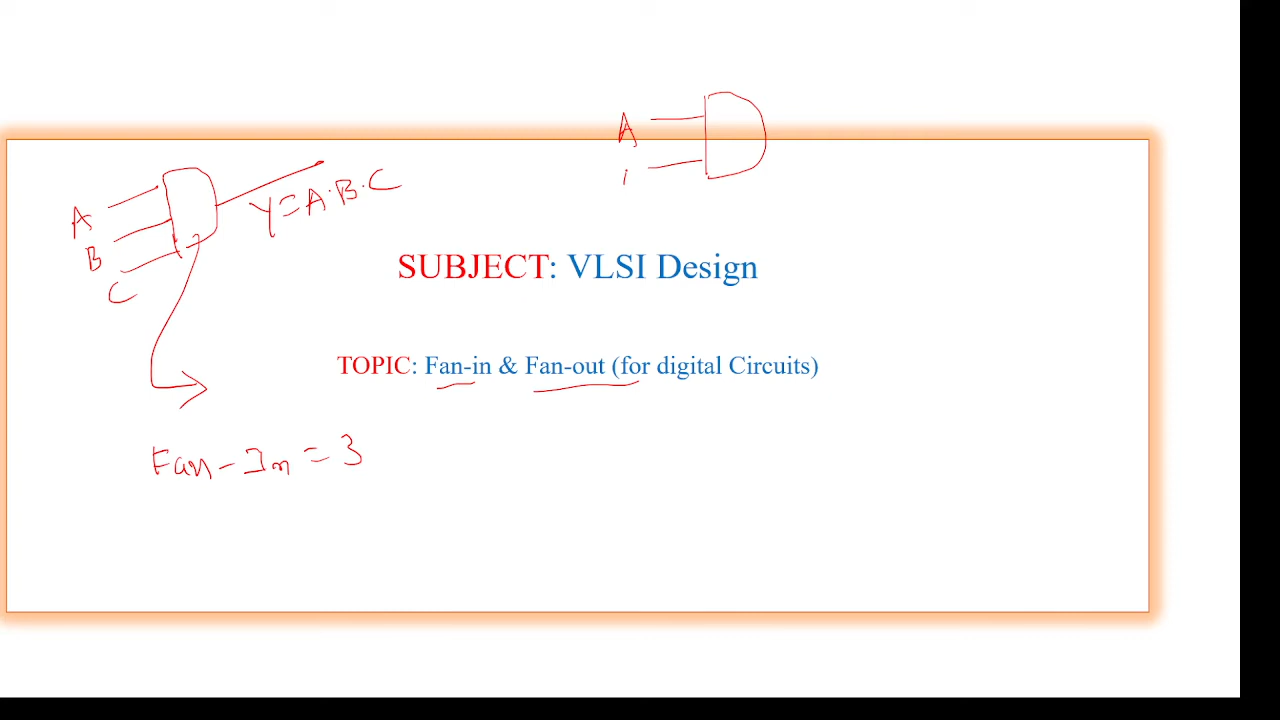 A
A
B
C
Y=A.B.C
SUBJECT: VLSI Design
TOPIC: Fan-in & Fan-out (for digital Circuits)
Fan-In = 3